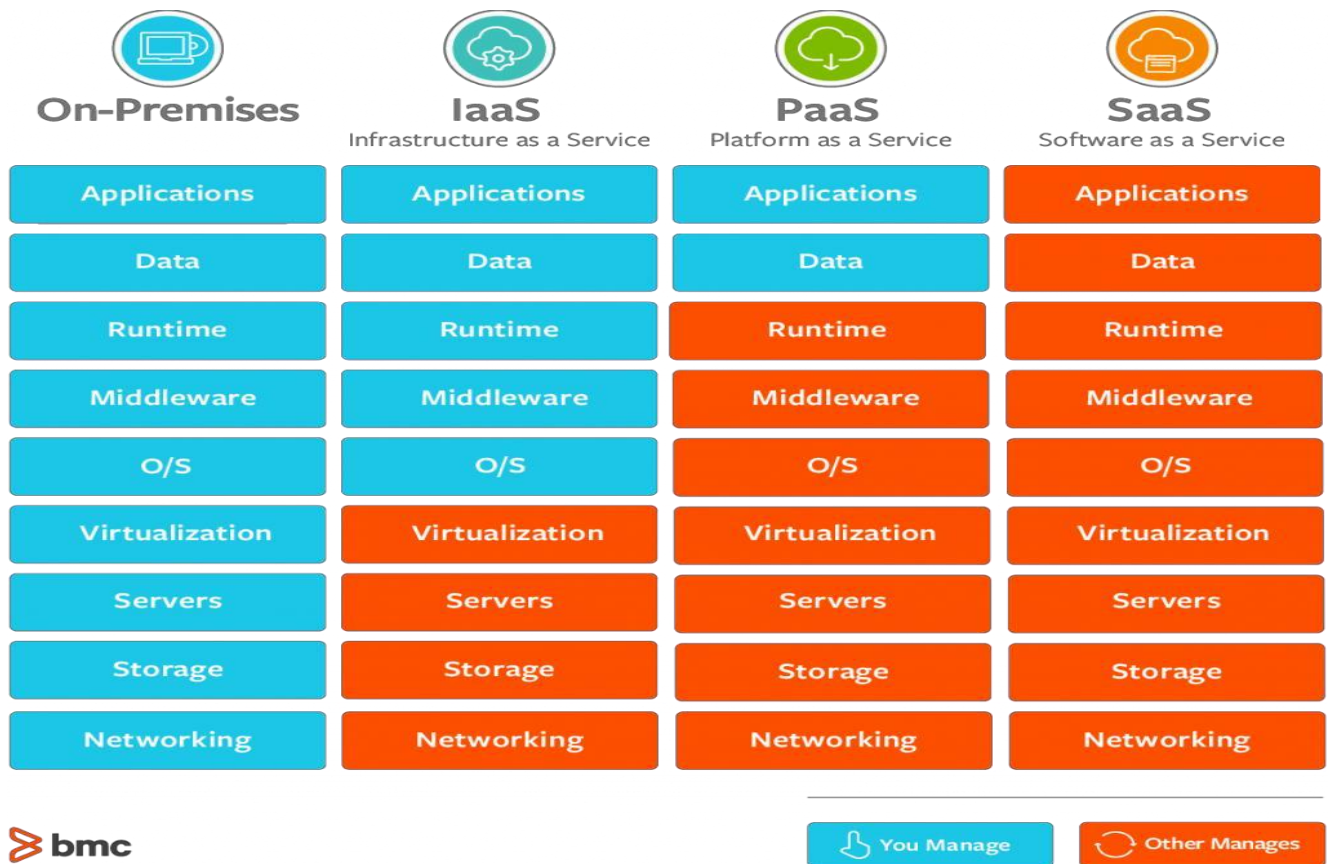 On-Premises
IaaS
PaaS
SaaS
Infrastructure as a Service
Platform as a Service
Software as a Service
Applications
Applications
Applications
Applications
Data
Data
Data
Data
Runtime
Runtime
Runtime
Runtime
Middleware
Middleware
Middleware
Middleware
O/S
O/S
O/S
O/S
Virtualization
Virtualization
Virtualization
Virtualization
Servers
Servers
Servers
Servers
Storage
Storage
Storage
Storage
Networking
Networking
Networking
Networking
bmc
You Manage
Other Manages